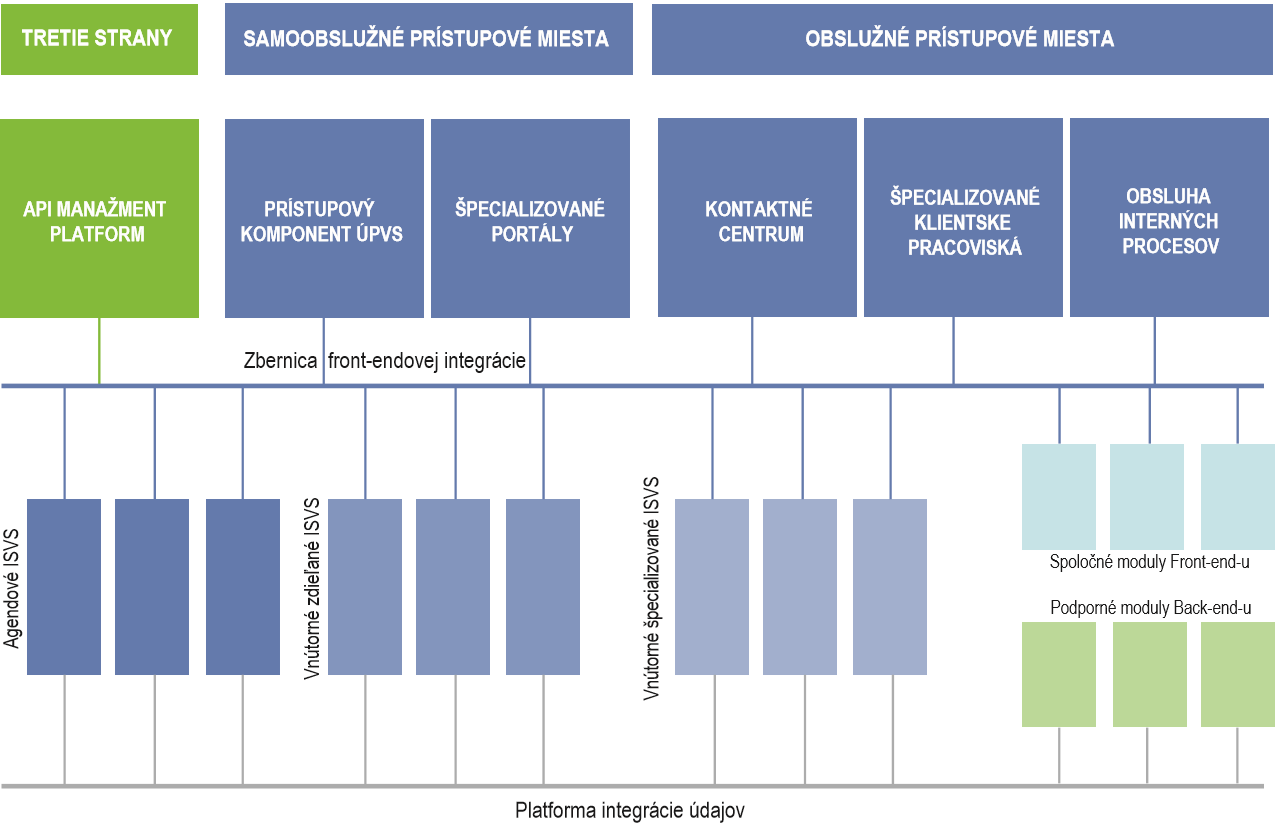 TRETIE STRANY
SAMOOBSLUŽNÉ PRÍSTUPOVÉ MIESTA
OBSLUŽNÉ PRÍSTUPOVÉ MIESTA
API MANAŽMENT
PLATFORM
PRÍSTUPOVÝ
KOMPONENT ÚPVS
ŠPECIALIZOVANÉ
PORTÁLY
KONTAKTNÉ
CENTRUM
ŠPECIALIZOVANÉ
KLIENTSKE
PRACOVISKÁ
OBSLUHA
INTERNÝCH
PROCESOV
Zbernica front-endovej integrácie
Agendové ISVS
Vnútorné zdieľané ISVS
Vnútorné špecializované ISVS
Spoločné moduly Front-end-u
Podporné moduly Back-end-u
Platforma integrácie údajov